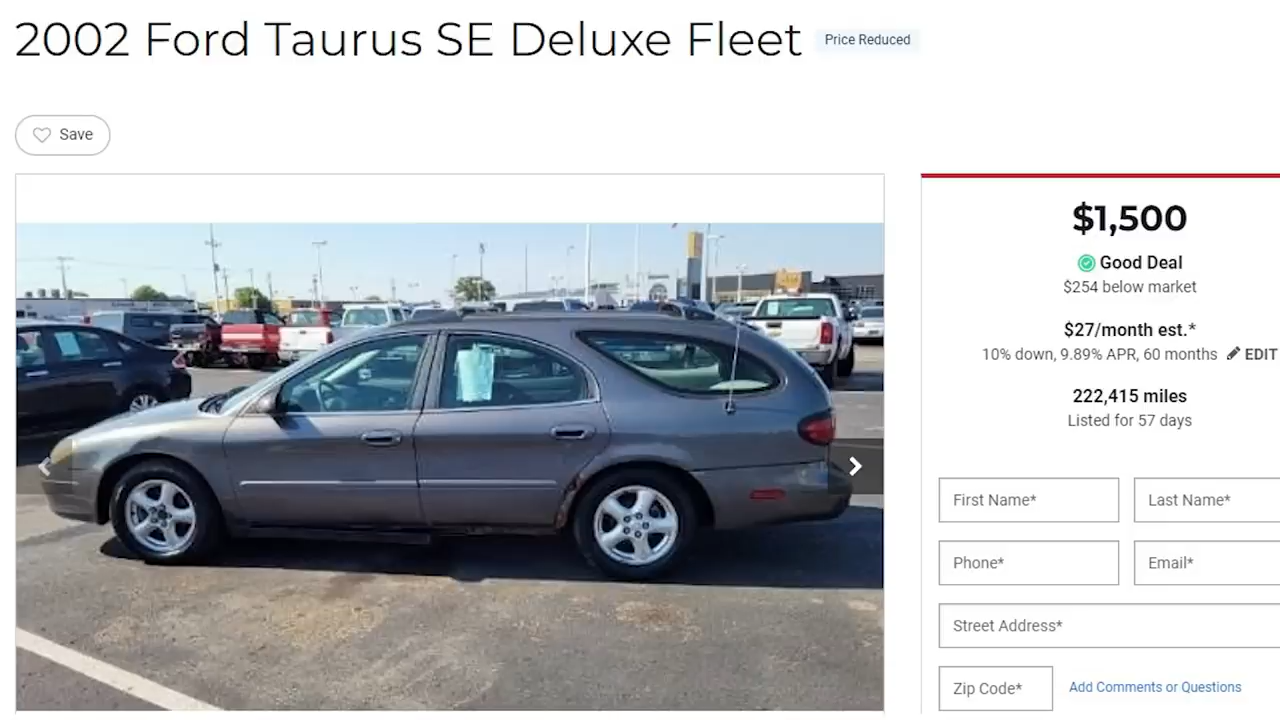 2002 Ford Taurus SE Deluxe Fleet
Price Reduced
Save
$1,500
Good Deal
$254 below market
$27/month est.*
10% down, 9.89% APR, 60 months EDIT
222,415 miles
Listed for 57 days
First Name*
Last Name*
Phone*
Email*
Street Address*
Zip Code*
Add Comments or Questions